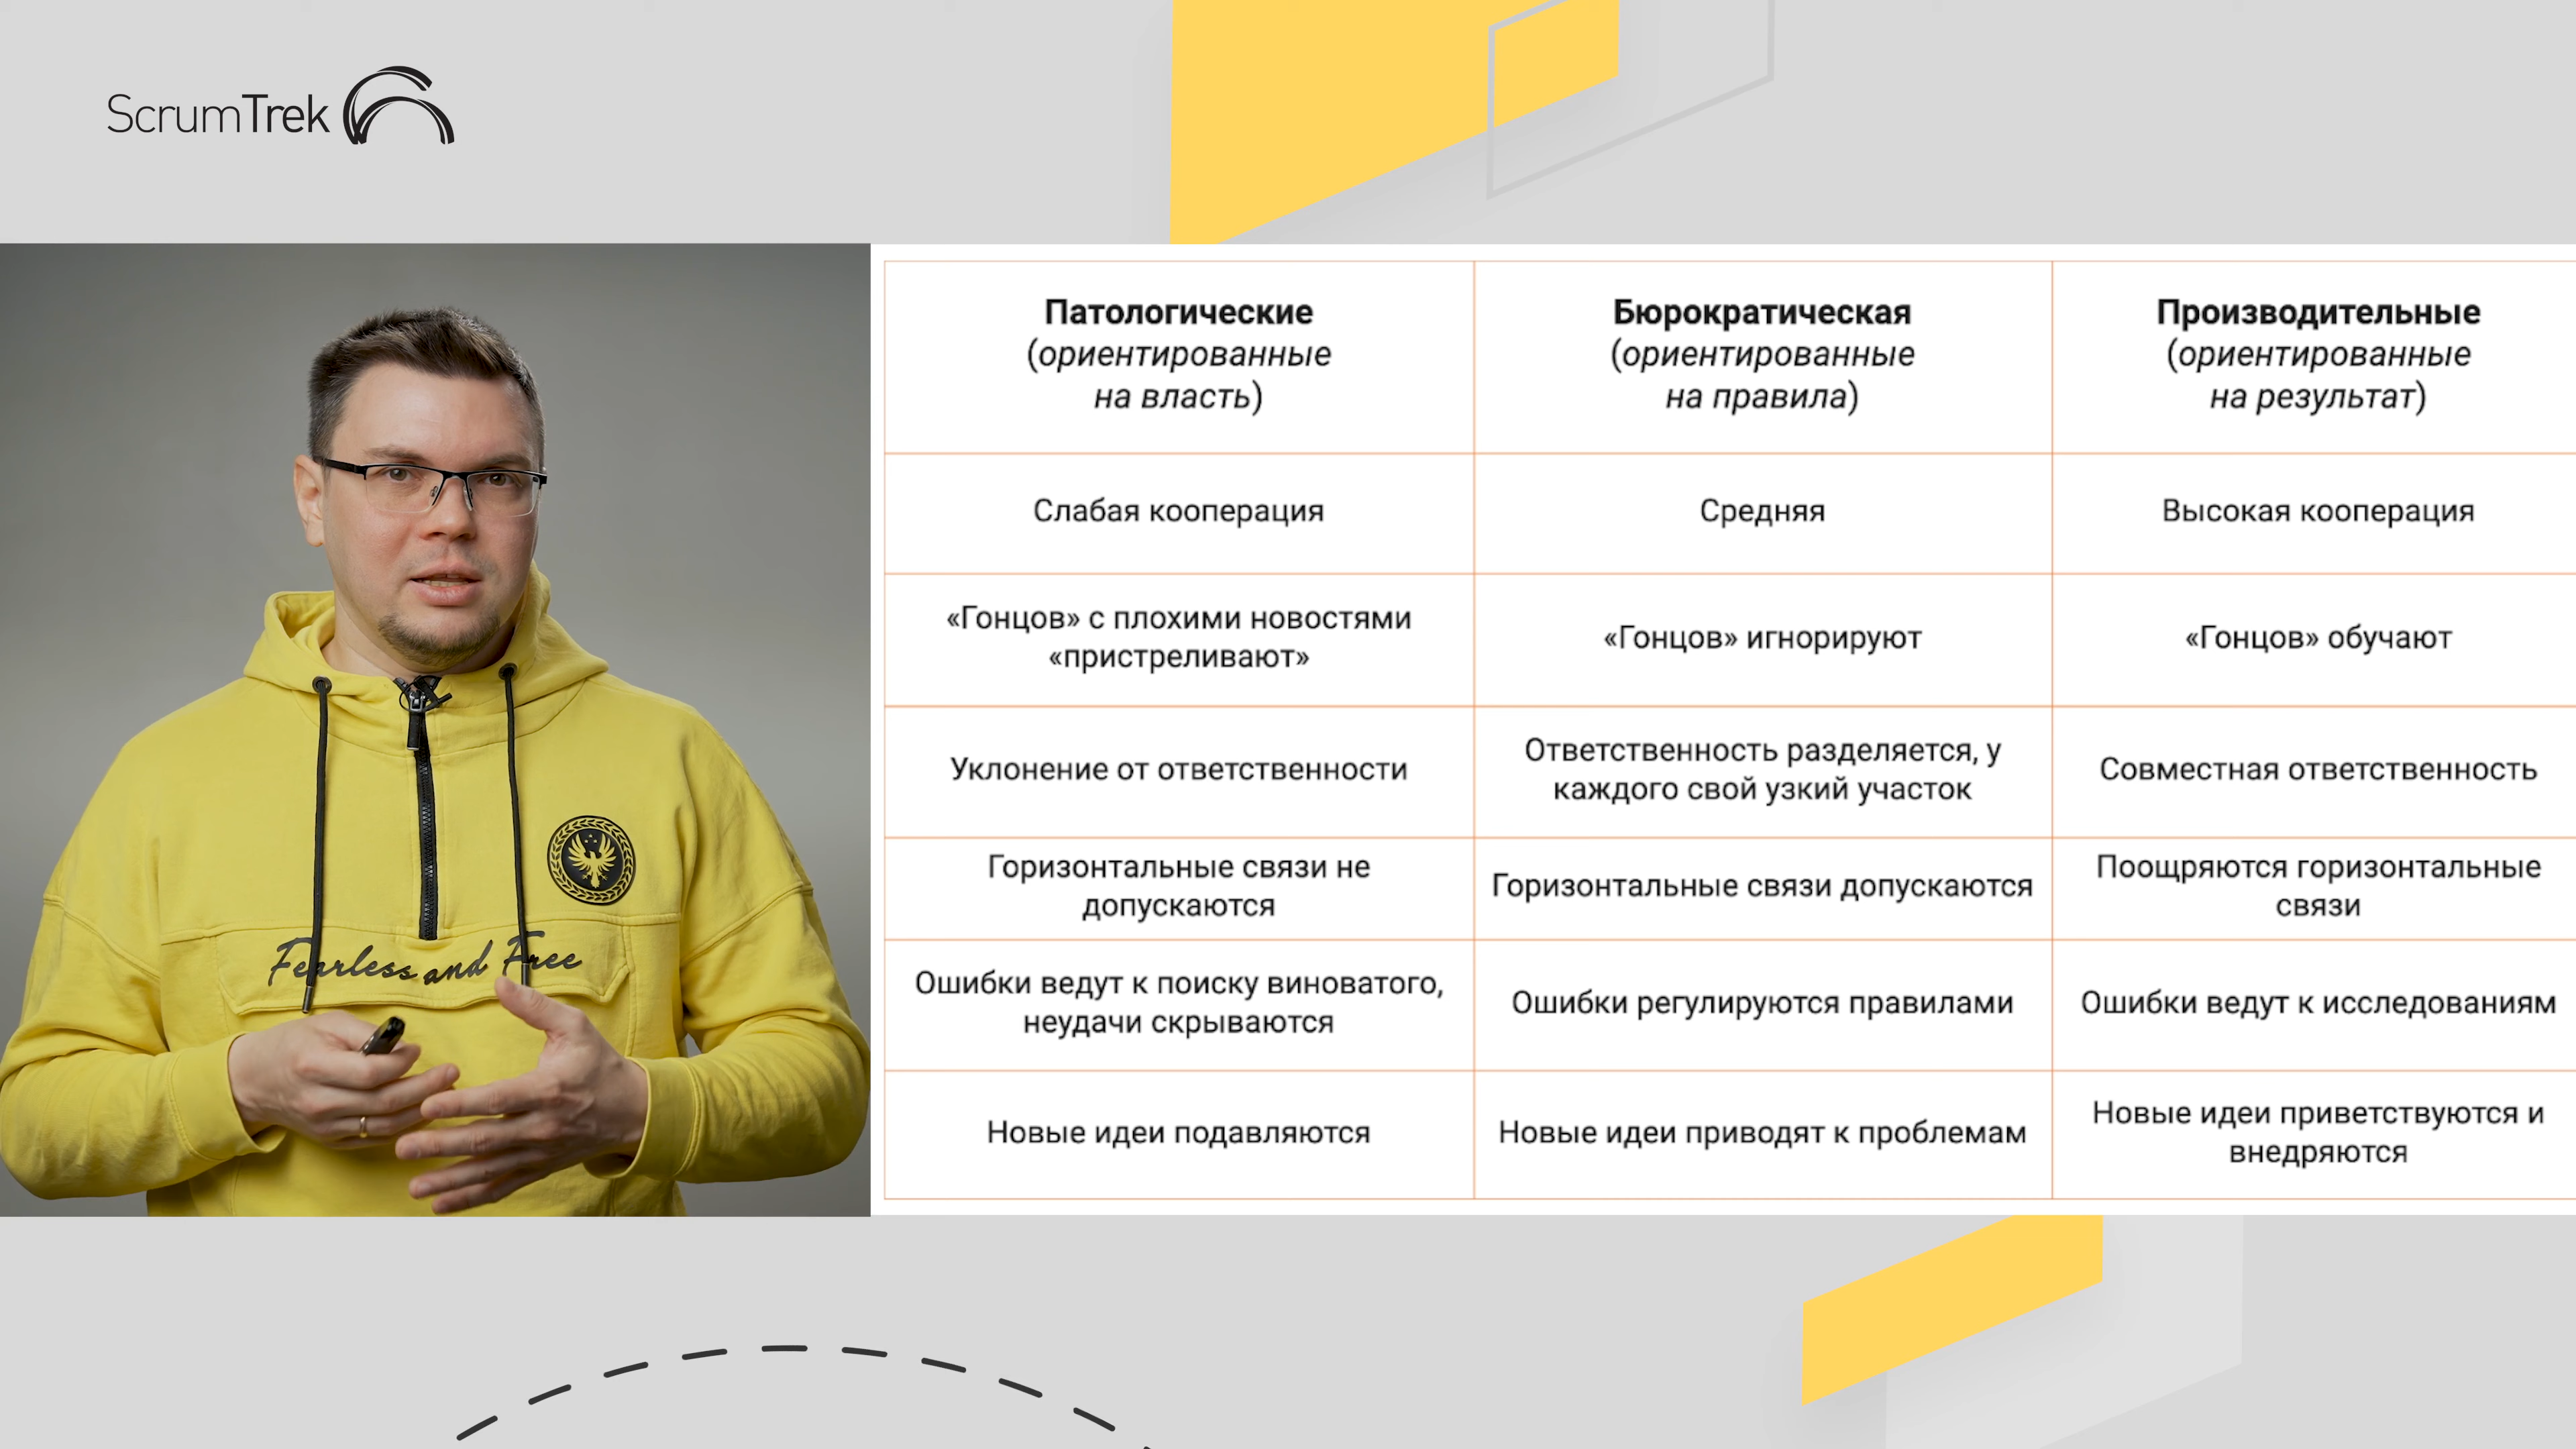 ScrumTrek
Патологические
(ориентированные
на власть)
Бюрократическая
(ориентированные
на правила)
Производительные
(ориентированные
на результат)
Слабая кооперация
Средняя
Высокая кооперация
«Гонцов» с плохими новостями
«пристреливают»
«Гонцов» игнорируют
«Гонцов» обучают
Уклонение от ответственности
Ответственность разделяется, у
каждого свой узкий участок
Совместная ответственность
Горизонтальные связи не
допускаются
Горизонтальные связи допускаются
Поощряются горизонтальные
связи
Ошибки ведут к поиску виноватого,
неудачи скрываются
Ошибки регулируются правилами
Ошибки ведут к исследованиям
Новые идеи подавляются
Новые идеи приводят к проблемам
Новые идеи приветствуются и
внедряются
Fearless and Free